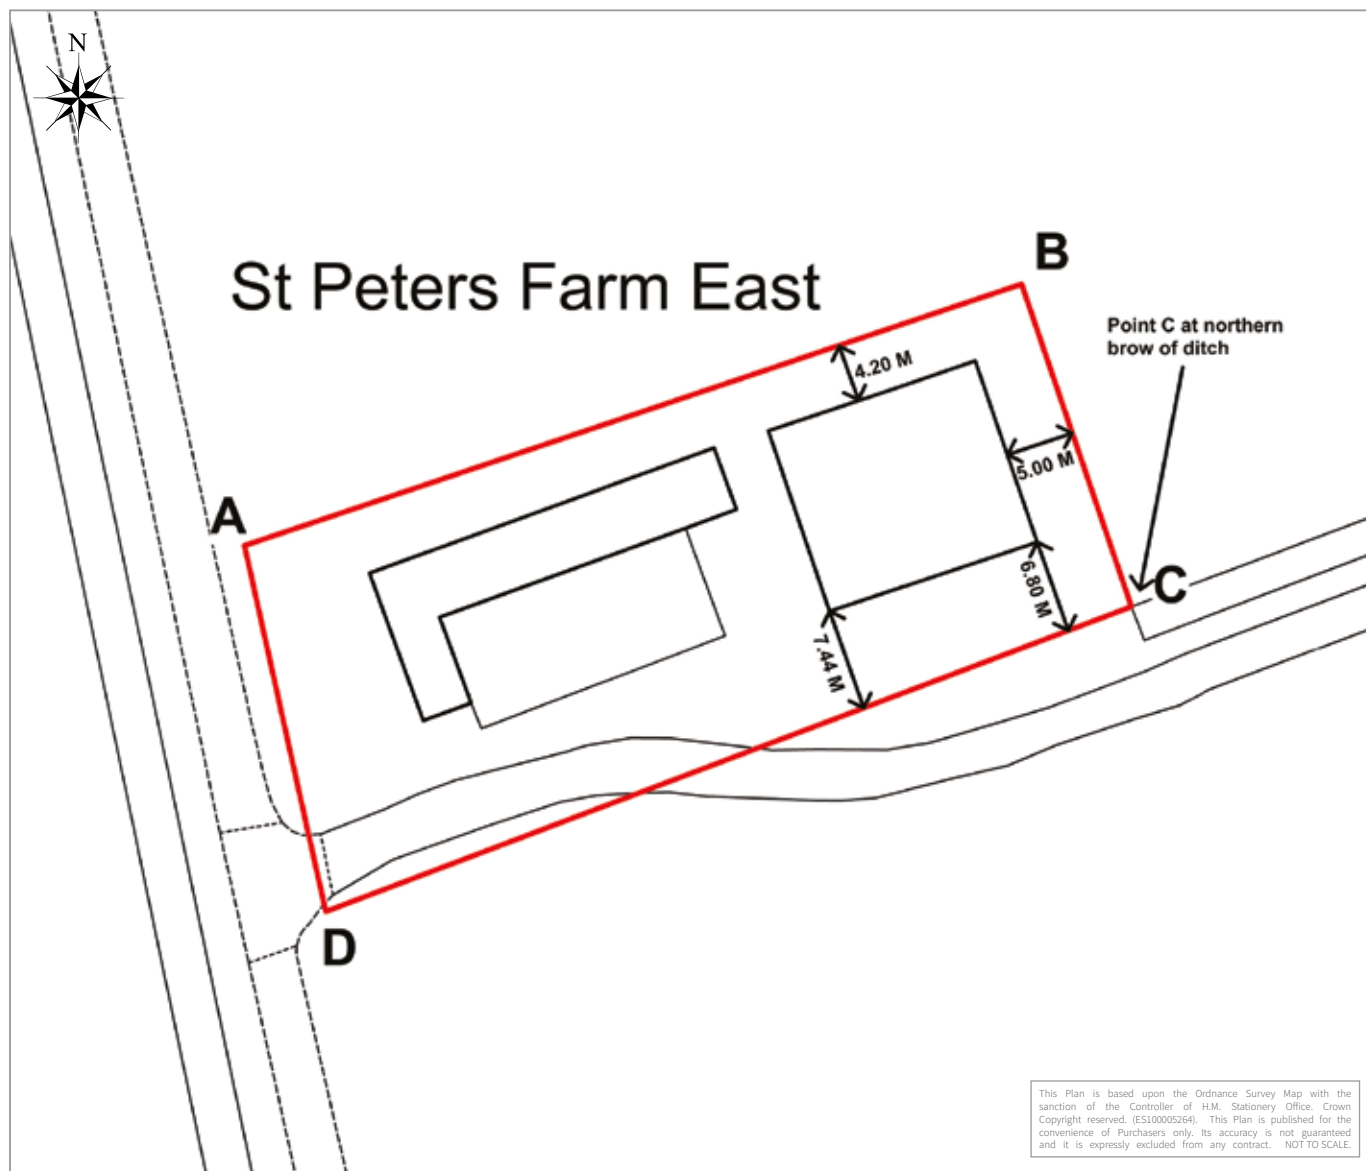 N
St Peters Farm East
B
Point C at northern
brow of ditch
4.20 M
5.00 M
A
6.80 M
C
7.44 M
D
This Plan is based upon the Ordnance Survey Map with the
sanction of the Controller of H.M. Stationery Office. Crown
Copyright reserved. (ES100005264). This Plan is published for the
convenience of Purchasers only. Its accuracy is not guaranteed
and it is expressly excluded from any contract. NOT TO SCALE.